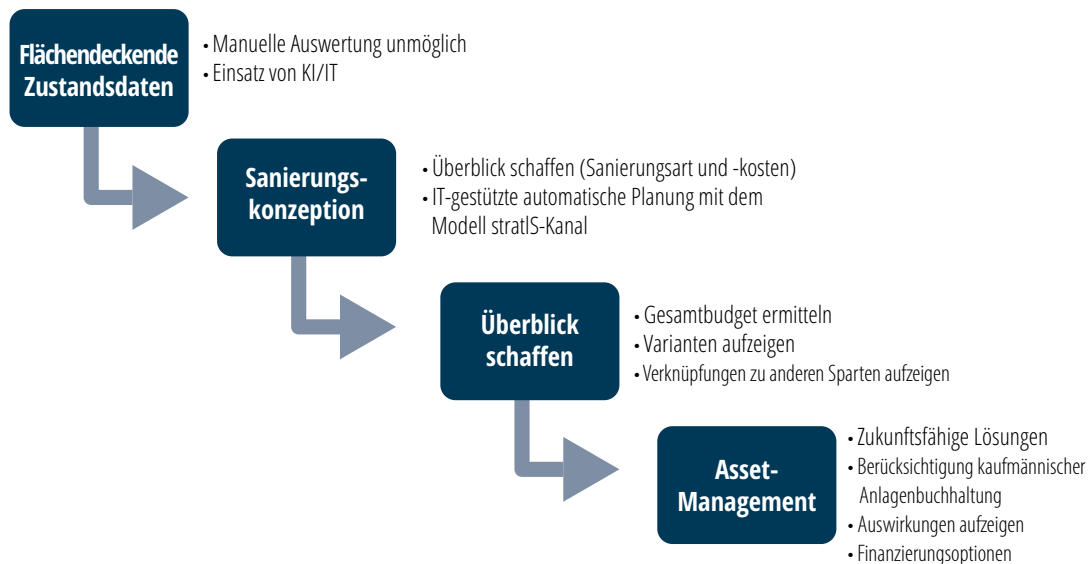 Flächendeckende
Zustandsdaten
• Manuelle Auswertung unmöglich
• Einsatz von KI/IT
Sanierungs-
konzeption
• Überblick schaffen (Sanierungsart und -kosten)
• IT-gestützte automatische Planung mit dem
Modell stratIS-Kanal
Überblick
schaffen
• Gesamtbudget ermitteln
• Varianten aufzeigen
• Verknüpfungen zu anderen Sparten aufzeigen
Asset-
Management
• Zukunftsfähige Lösungen
• Berücksichtigung kaufmännischer
Anlagenbuchhaltung
• Auswirkungen aufzeigen
• Finanzierungsoptionen